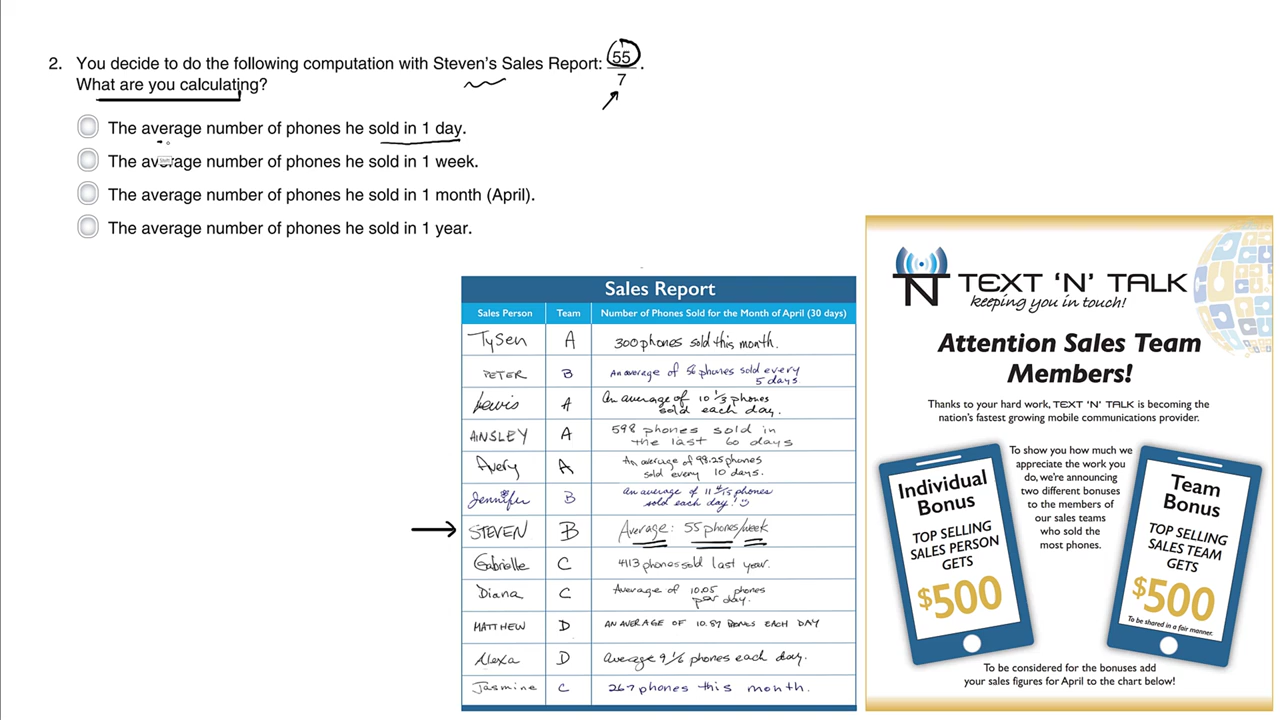 2. You decide to do the following computation with Steven's Sales Report: 55/7.
What are you calculating?
The average number of phones he sold in 1 day.
The average number of phones he sold in 1 week.
The average number of phones he sold in 1 month (April).
The average number of phones he sold in 1 year.
Sales Report
Sales Person Team Number of Phones Sold for the Month of April (30 days)
Tysen A 300 phones sold this month.
PETER B An average of 56 phones sold every
5 days
Lewis A An average of 10 1/3 phones
sold each day.
AINSLEY A 598 phones sold in
the last 60 days
Avery A An average of 99.25 phones
sold every 10 days.
Jennifer B An average of 11 4/15 phones
sold each day!
STEVEN B Average: 55 phones/week
Gabrielle C 4113 phones sold last year.
Diana C Average of 10.05 phones
per day.
MATTHEW D AN AVERAGE OF 10.87 EACH DAY
Alexa D Average 9 1/6 phones each day.
Jasmine C 267 phones this month.
TEXT 'N' TALK
keeping you in touch!
Attention Sales Team
Members!
Thanks to your hard work, TEXT 'N' TALK is becoming the
nation's fastest growing mobile communications provider.
Individual
Bonus
TOP SELLING
SALES PERSON
GETS
$500
To show you how much we
appreciate the work you
do, we're announcing
two different bonuses
to the members of
our sales teams
who sold the
most phones.
Team
Bonus
TOP SELLING
SALES TEAM
GETS
$500
To be shared in a fair manner.
To be considered for the bonuses add
your sales figures for April to the chart below!